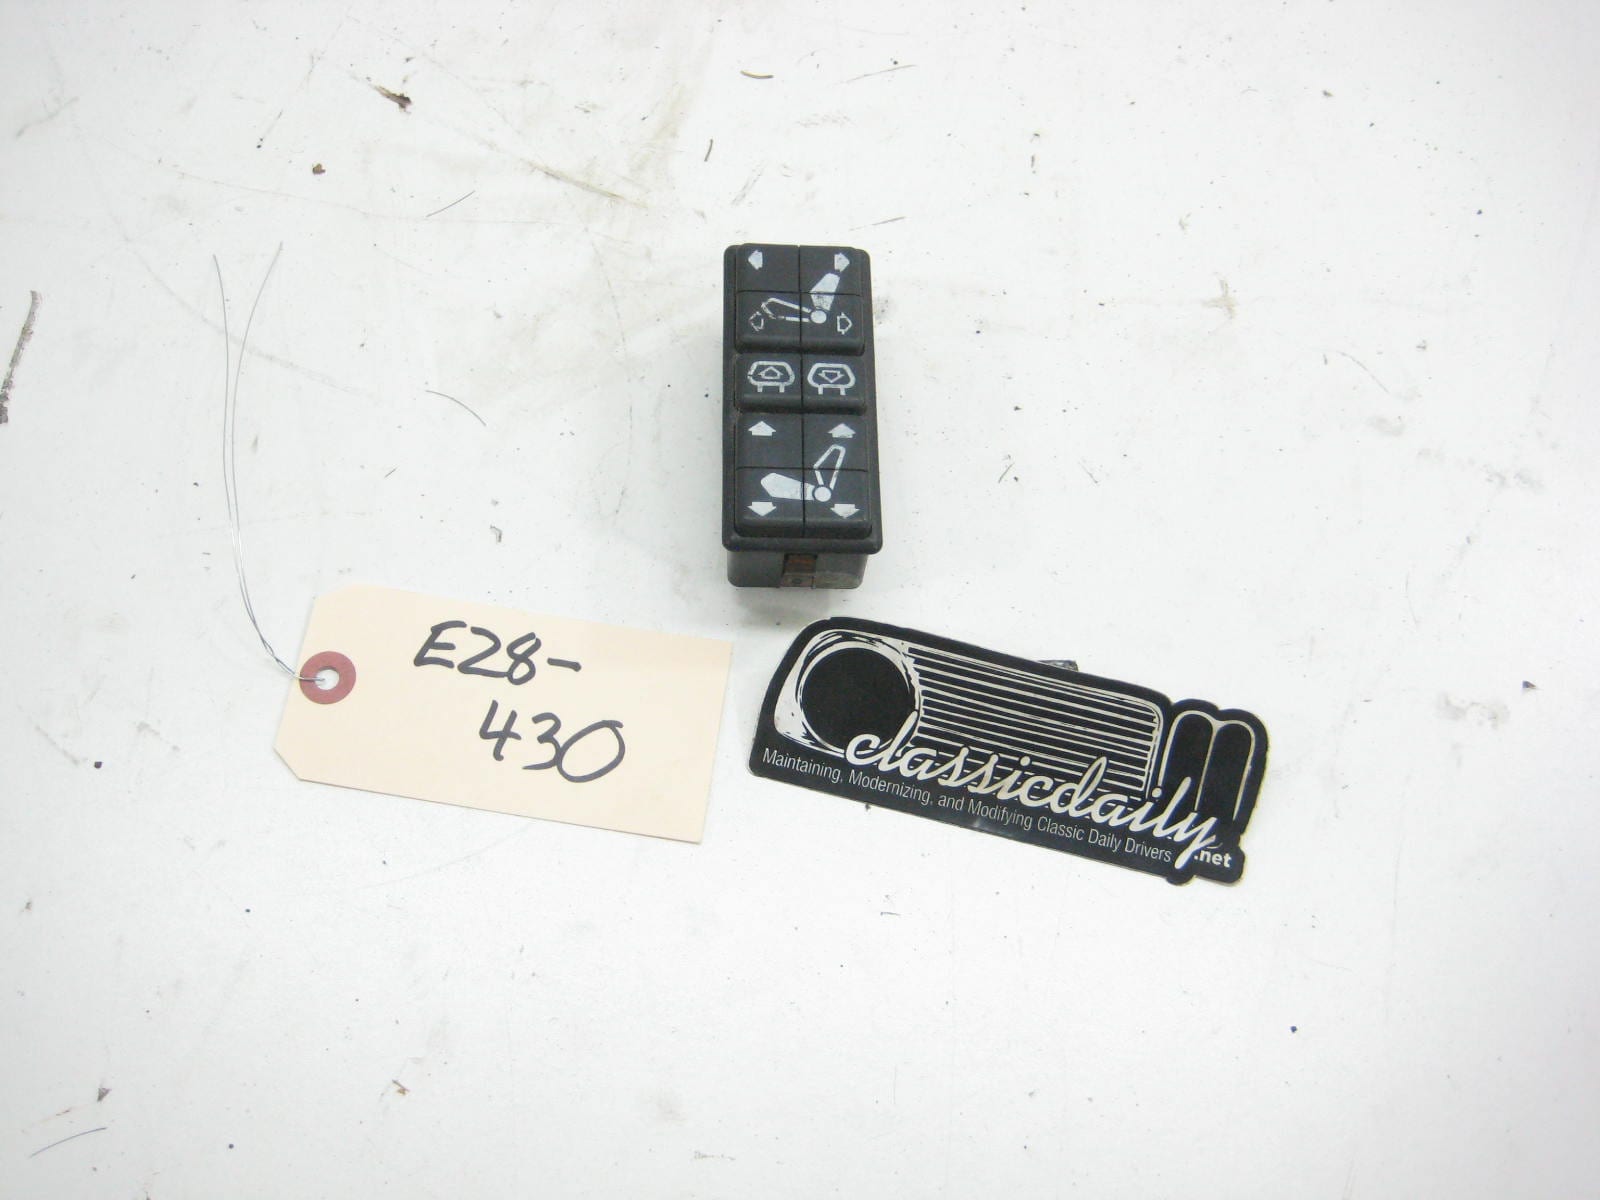 E28-
430
classicdaily
.net
Maintaining, Modernizing, and Modifying Classic Daily Drivers